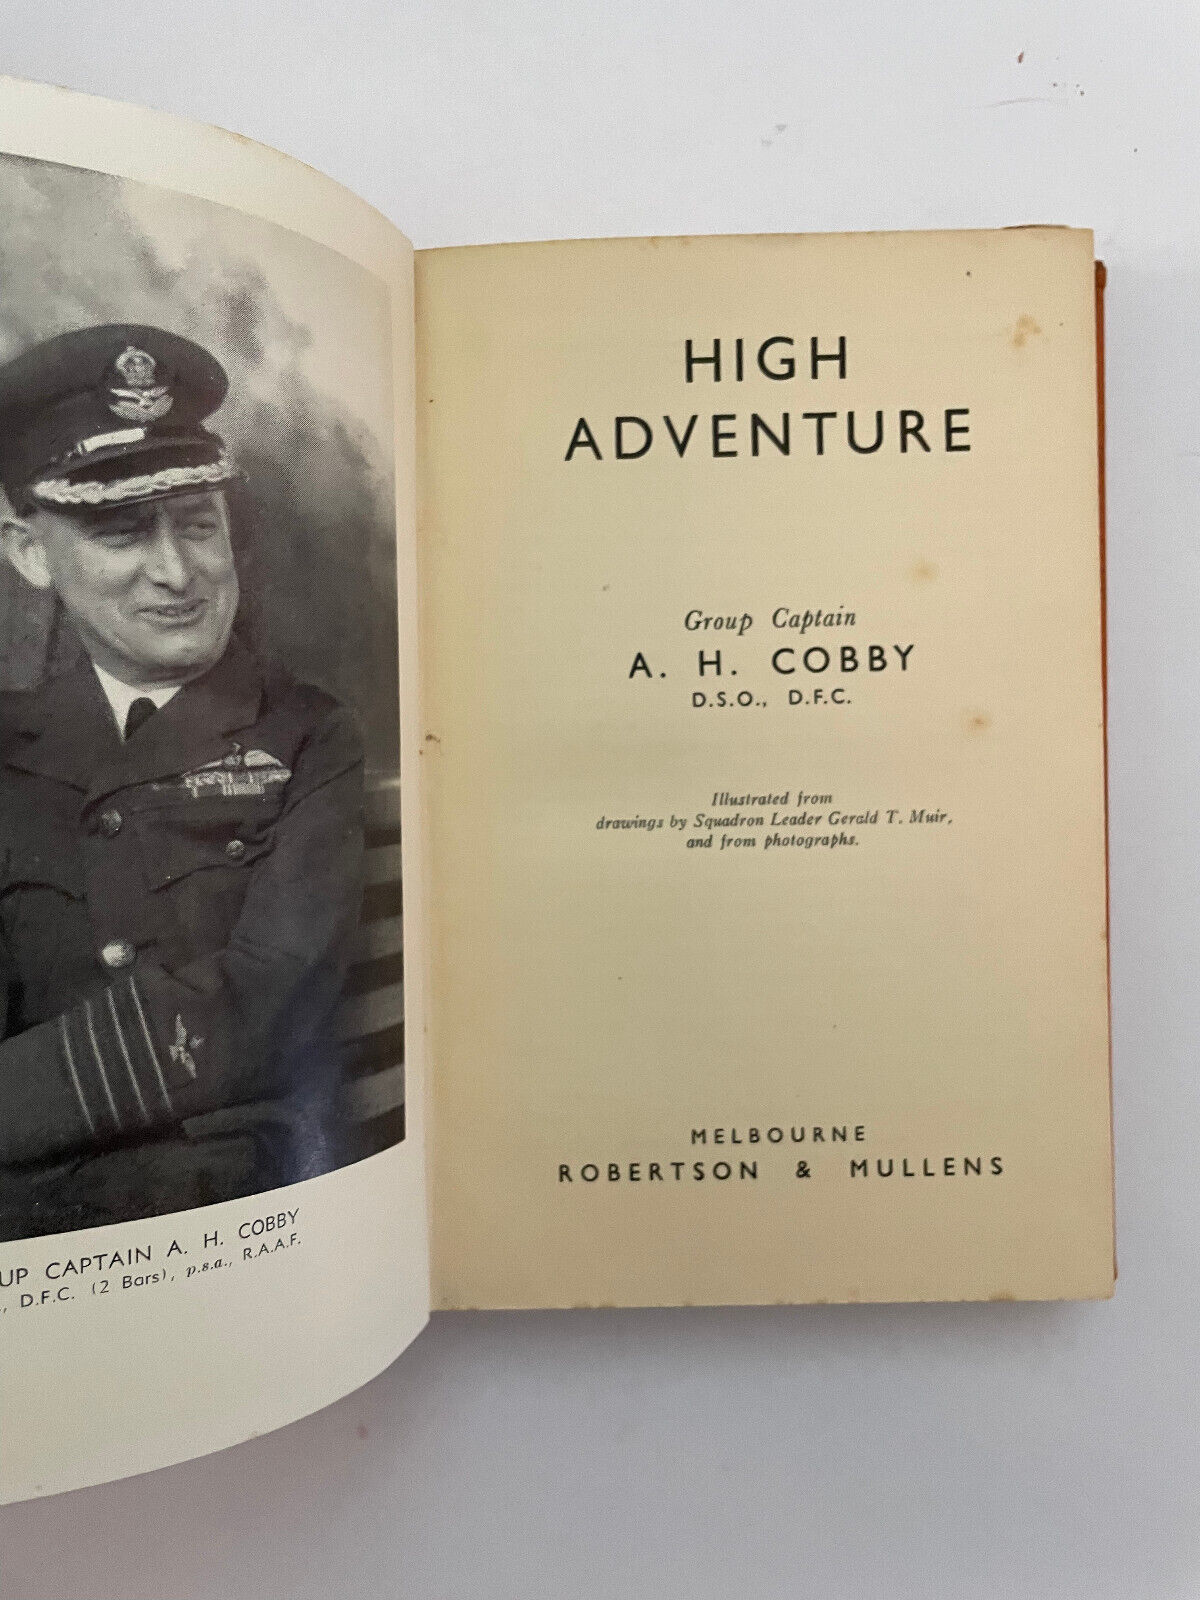 UP CAPTAIN A. H. COBBY
., D.F.C. (2 Bars), p.s.a., R.A.A.F.
HIGH
ADVENTURE
Group Captain
A. H. COBBY
D.S.O., D.F.C.
Illustrated from
drawings by Squadron Leader Gerald T. Muir,
and from photographs.
MELBOURNE
ROBERTSON & MULLENS